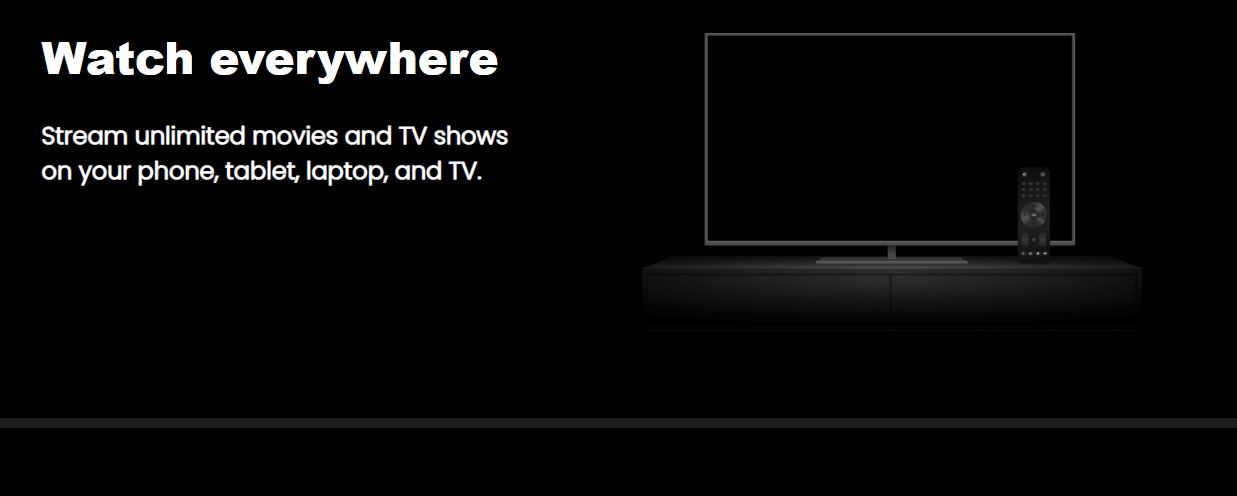 Watch everywhere
Stream unlimited movies and TV shows
on your phone, tablet, laptop, and TV.